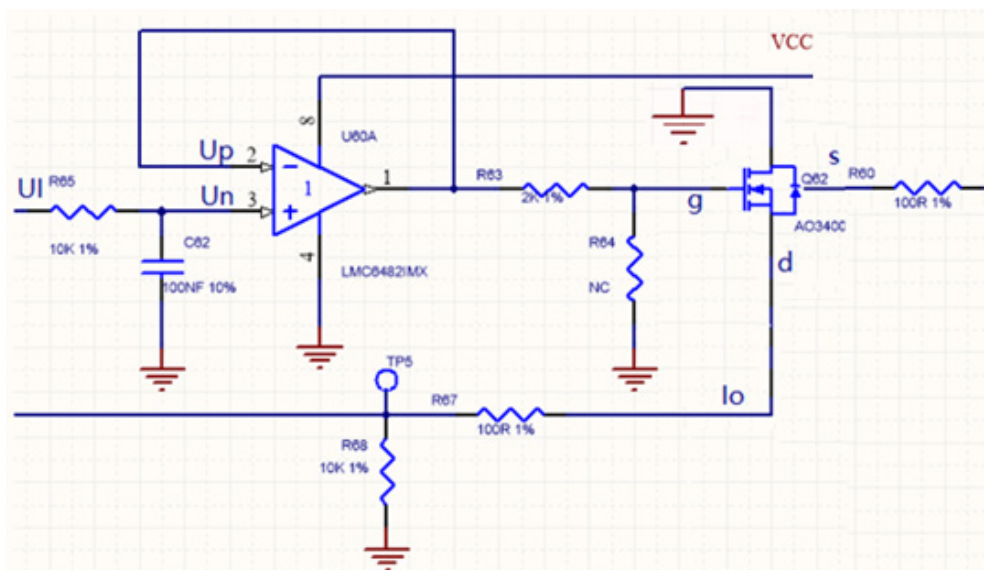 VCC
8
U60A
Up 2
1
R63
s
Q62
R60
UI R65
Un 3
1
2K 1%
g
100R 1%
10K 1%
C62
R64
AO3400
4
d
100NF 10%
LMC6482IMX
NC
TP5
R67
Io
100R 1%
R68
10K 1%